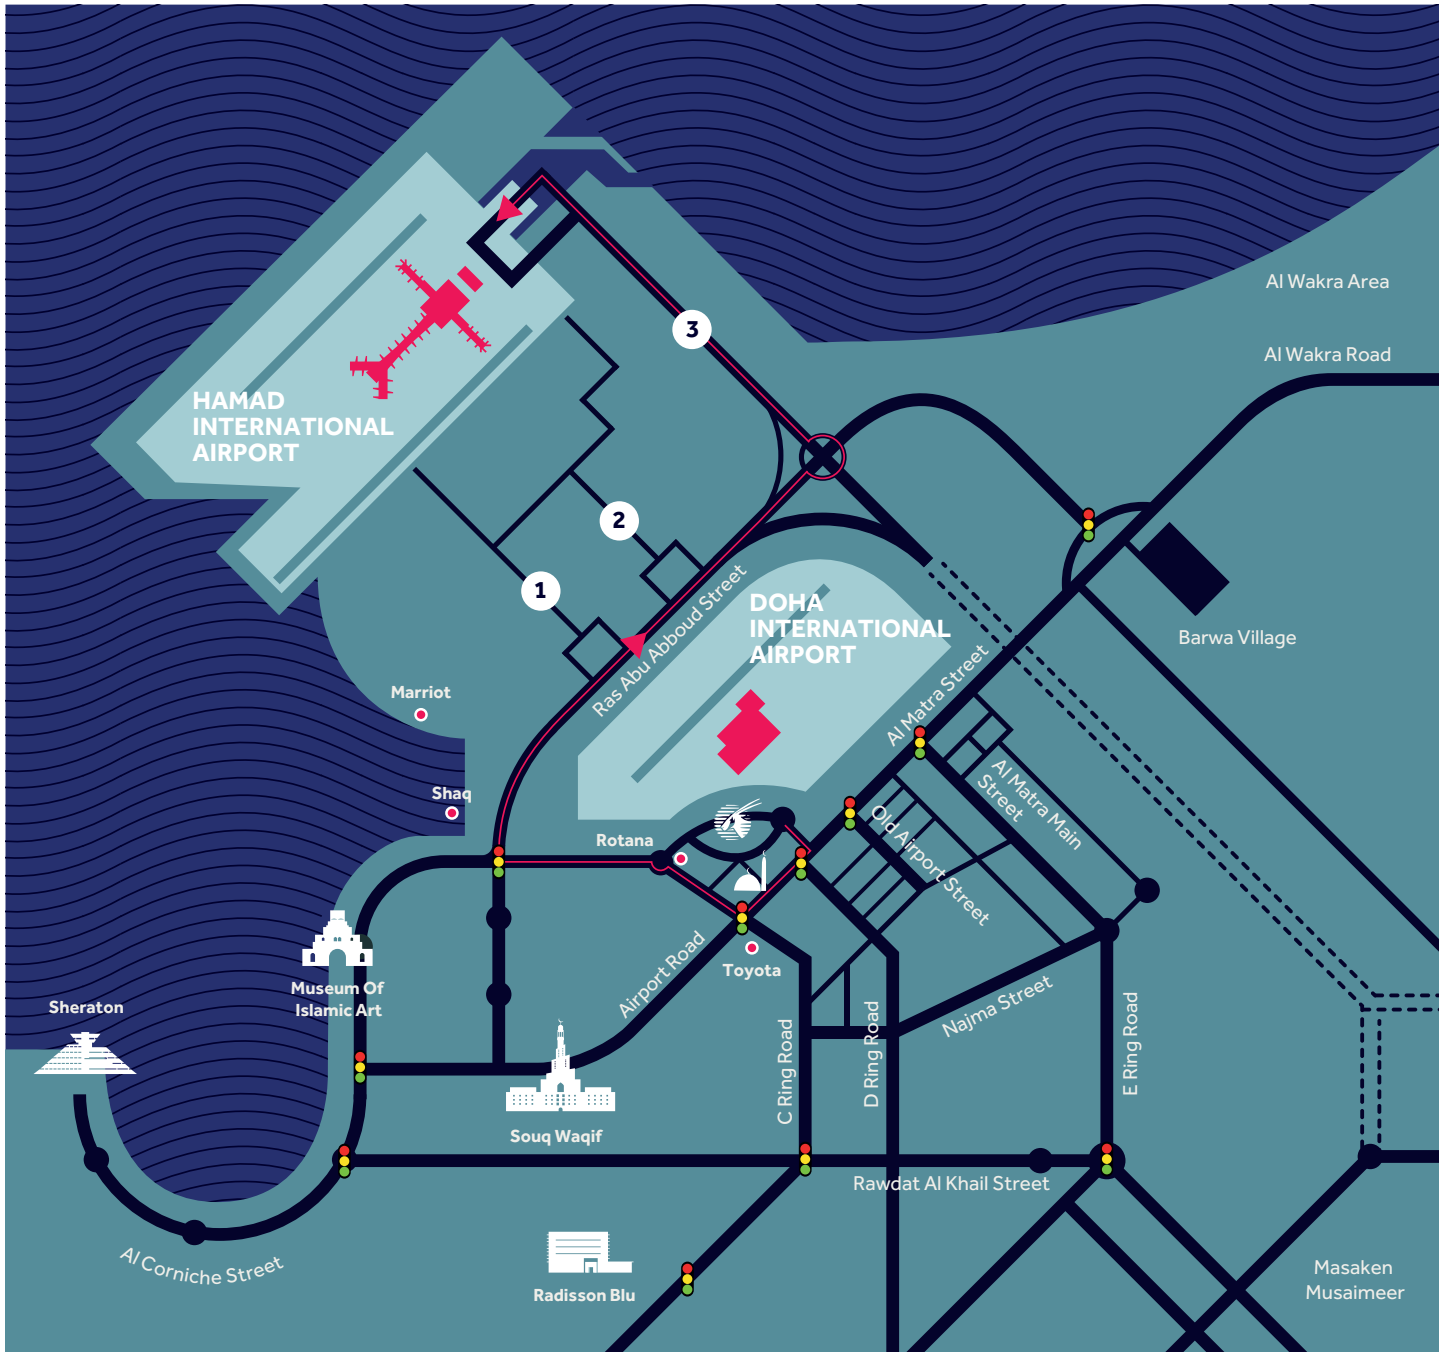 Al Wakra Area
3
Al Wakra Road
HAMAD
INTERNATIONAL
AIRPORT
2
1
Ras Abu Abboud Street
DOHA
INTERNATIONAL
AIRPORT
Barwa Village
Al Matra Street
Marriot
Shaq
Al Matra Main
Street
Rotana
Old Airport Street
Toyota
Airport Road
Museum Of
Islamic Art
Sheraton
Najma Street
C Ring Road
D Ring Road
E Ring Road
Souq Waqif
Rawdat Al Khail Street
Al Corniche Street
Radisson Blu
Masaken
Musaimeer